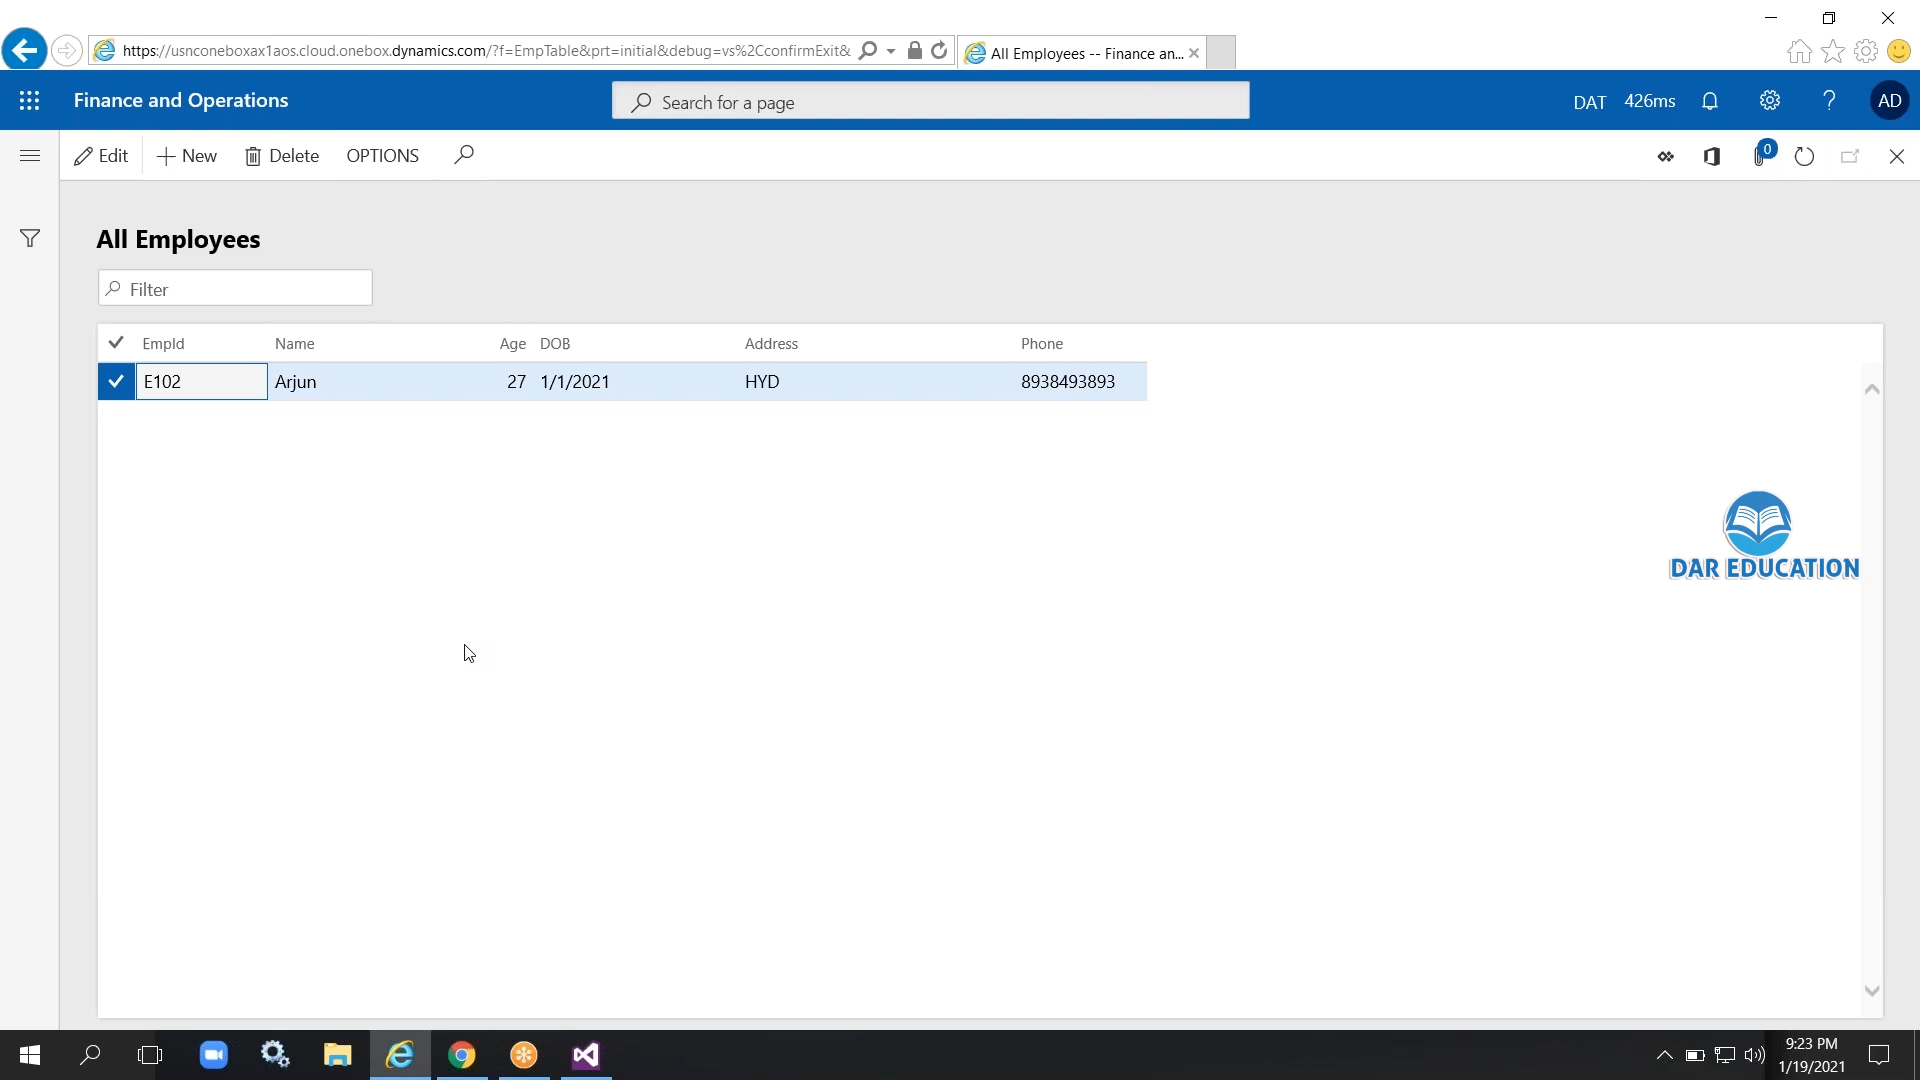 https://usnconeboxax1aos.cloud.onebox.dynamics.com/?f=EmpTable&prt=initial&debug=vs%2CconfirmExit&
All Employees -- Finance an...
Finance and Operations
Search for a page
DAT
426ms
AD
Edit
New
Delete
OPTIONS
0
All Employees
Filter
EmpId Name Age DOB Address Phone
E102 Arjun 27 1/1/2021 HYD 8938493893
DAR EDUCATION
9:23 PM
1/19/2021